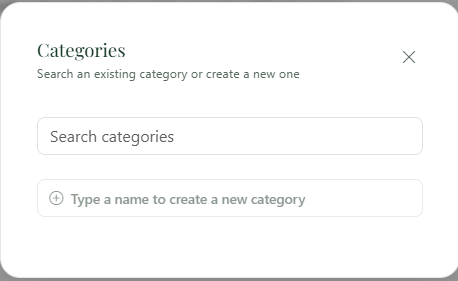 Categories
Search an existing category or create a new one
Search categories
Type a name to create a new category